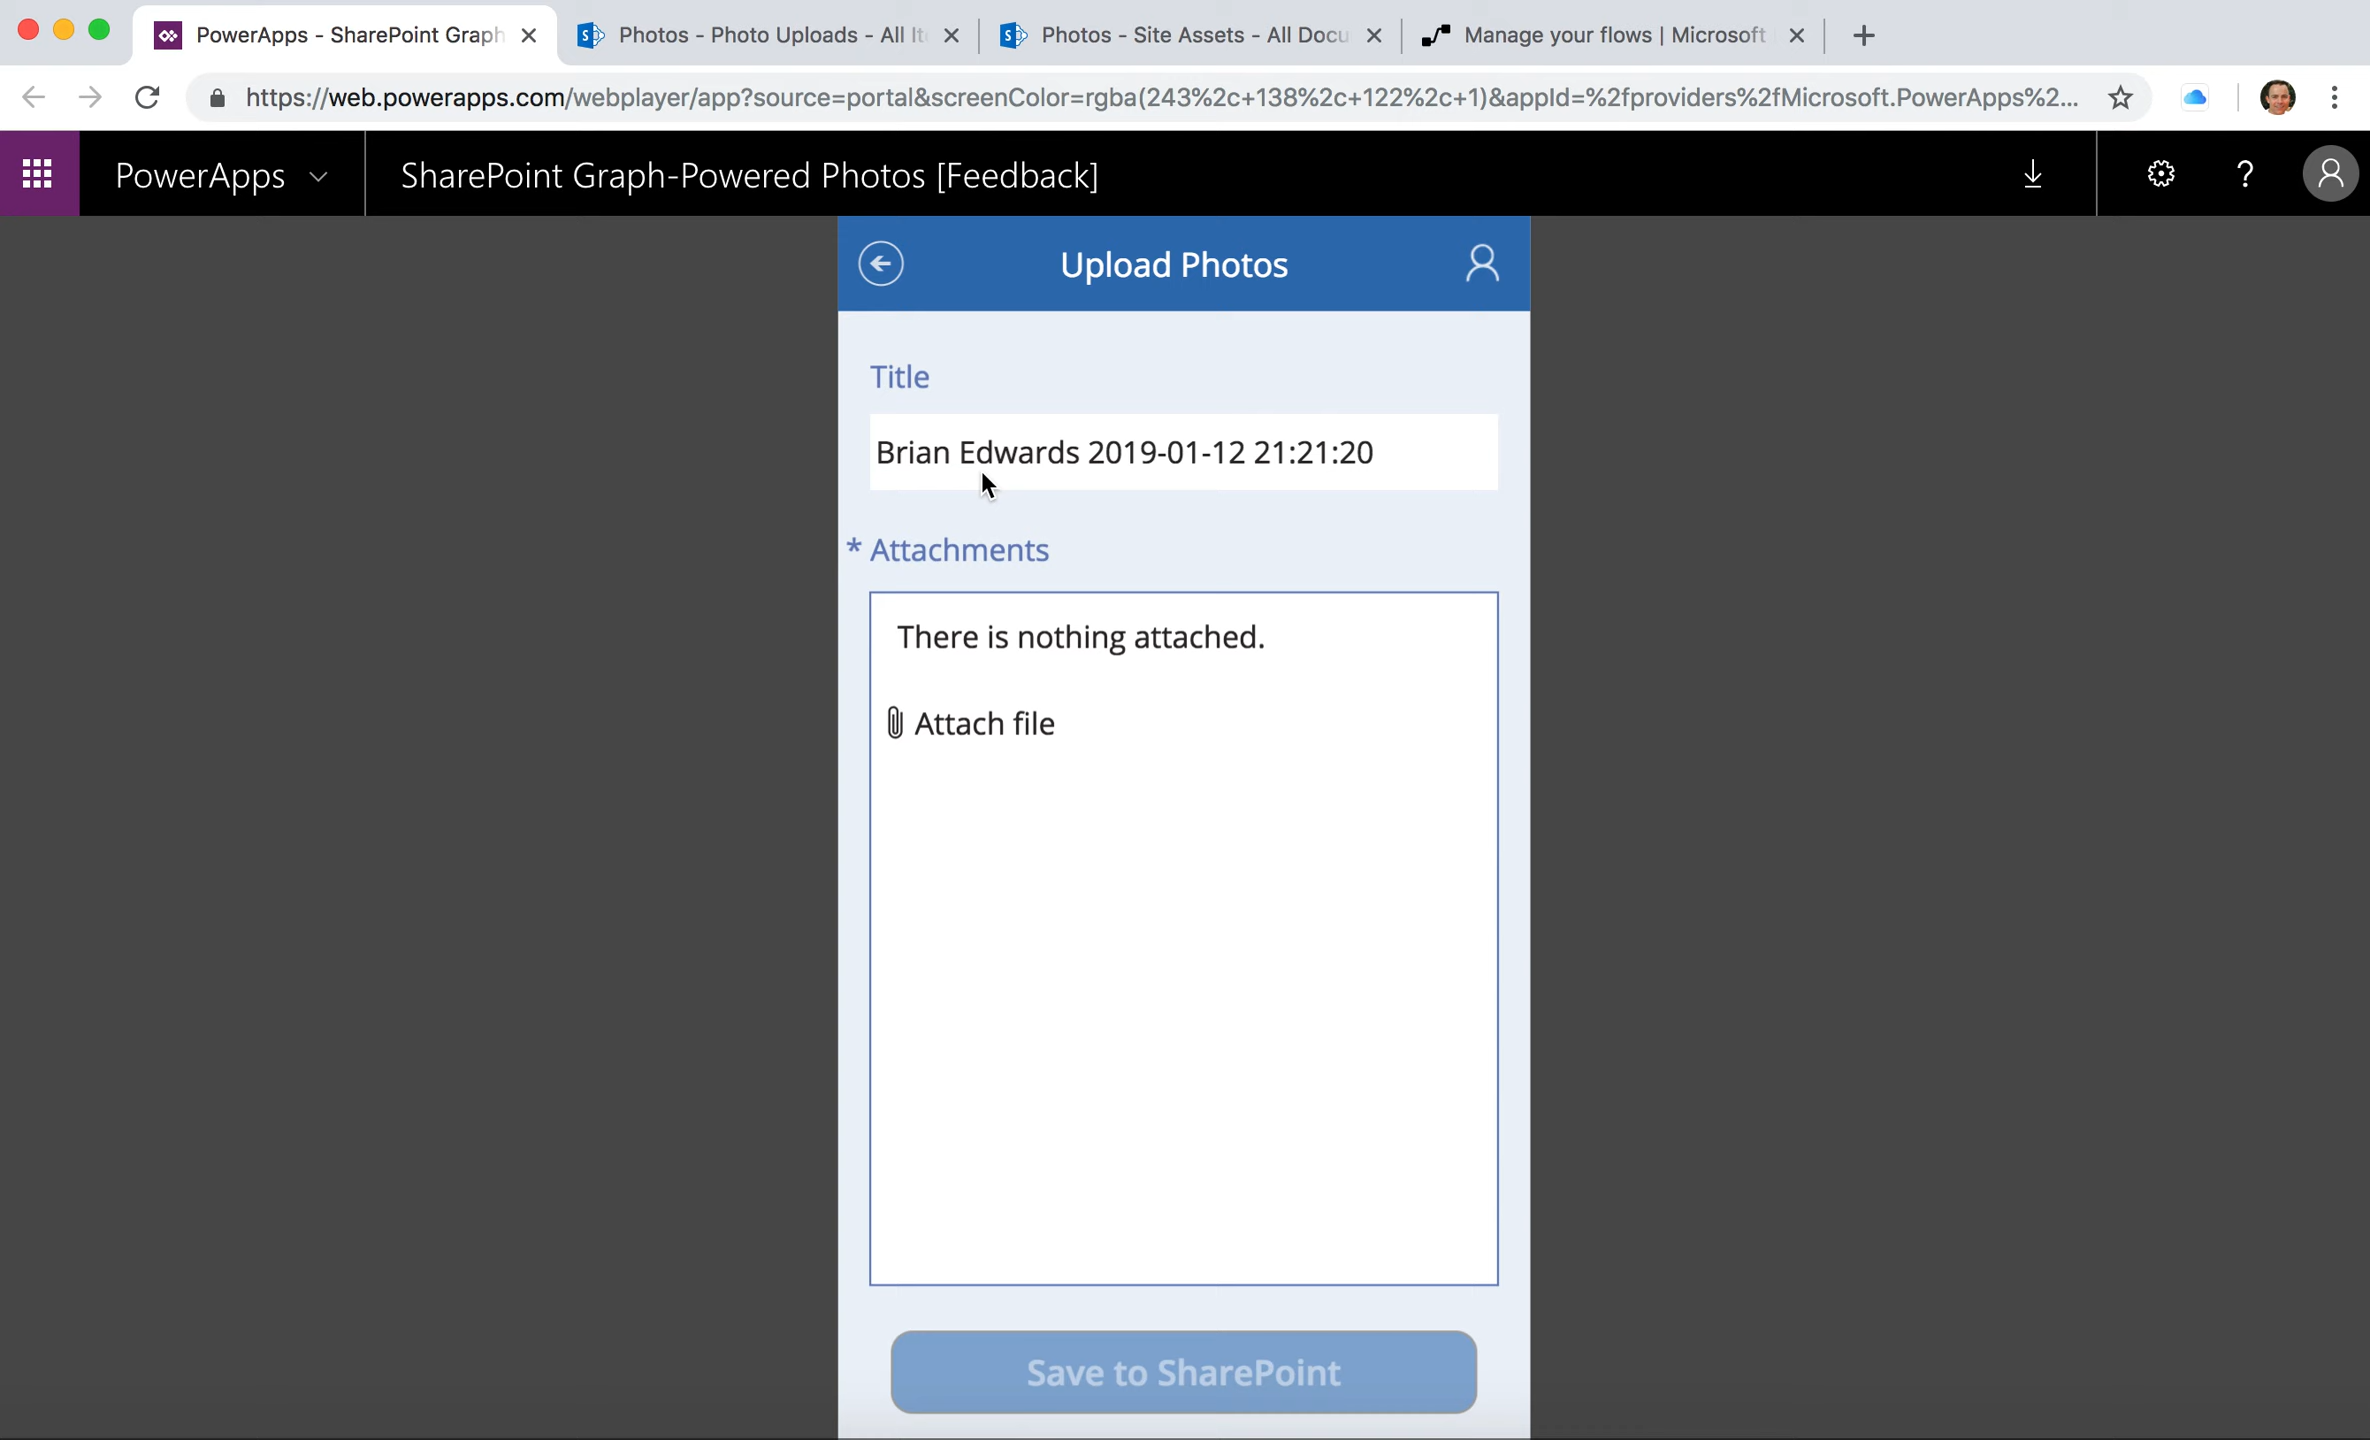 PowerApps - SharePoint Graph
Photos - Photo Uploads - All It
Photos - Site Assets - All Docu
Manage your flows | Microsoft
https://web.powerapps.com/webplayer/app?source=portal&screenColor=rgba(243%2c+138%2c+122%2c+1)&appId=%2fproviders%2fMicrosoft.PowerApps%2...
PowerApps
SharePoint Graph-Powered Photos [Feedback]
?
Upload Photos
Title
Brian Edwards 2019-01-12 21:21:20
* Attachments
There is nothing attached.
Attach file
Save to SharePoint